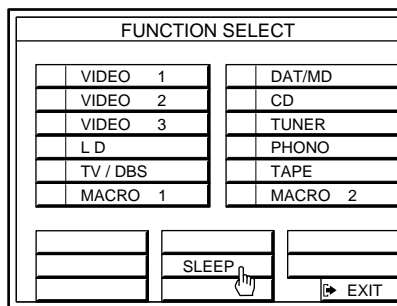 FUNCTION SELECT
VIDEO 1
VIDEO 2
VIDEO 3
L D
TV / DBS
MACRO 1
DAT/MD
CD
TUNER
PHONO
TAPE
MACRO 2
SLEEP
EXIT